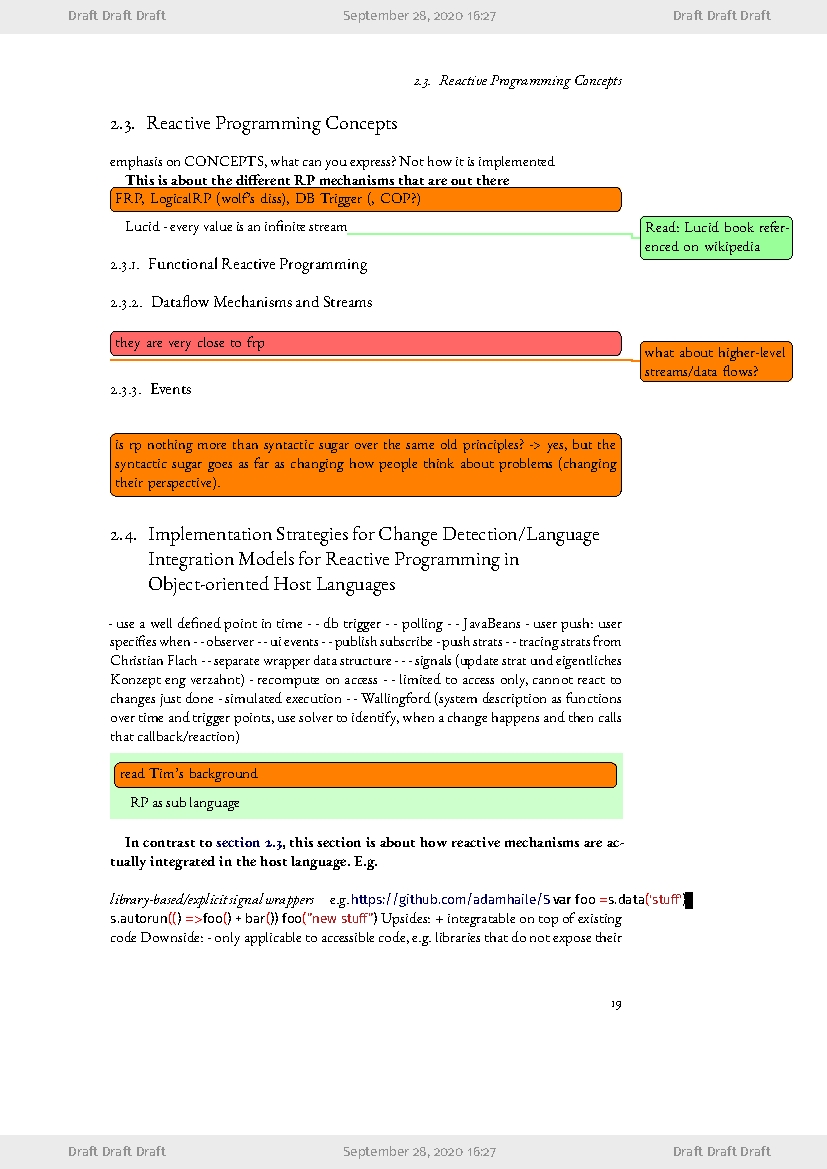 Draft Draft Draft September 28, 2020 16:27 Draft Draft Draft
2.3. Reactive Programming Concepts
2.3. Reactive Programming Concepts
emphasis on CONCEPTS, what can you express? Not how it is implemented
This is about the different RP mechanisms that are out there
FRP, LogicalRP (wolf's diss), DB Trigger (, COP?)
Lucid - every value is an infinite stream
Read: Lucid book refer-
enced on wikipedia
2.3.1. Functional Reactive Programming
2.3.2. Dataflow Mechanisms and Streams
they are very close to frp
what about higher-level
streams/data flows?
2.3.3. Events
is rp nothing more than syntactic sugar over the same old principles? -> yes, but the
syntactic sugar goes as far as changing how people think about problems (changing
their perspective).
2.4. Implementation Strategies for Change Detection/Language
Integration Models for Reactive Programming in
Object-oriented Host Languages
- use a well defined point in time - - db trigger - - polling - - JavaBeans - user push: user
specifies when - - observer - - ui events - - publish subscribe - push strats - - tracing strats from
Christian Flach - - separate wrapper data structure - - - signals (update strat und eigentliches
Konzept eng verzahnt) - recompute on access - - limited to access only, cannot react to
changes just done - simulated execution - - Wallingford (system description as functions
over time and trigger points, use solver to identify, when a change happens and then calls
that callback/reaction)
read Tim's background
RP as sub language
In contrast to section 2.3, this section is about how reactive mechanisms are ac-
tually integrated in the host language. E.g.
library-based/explicit signal wrappers e.g. https://github.com/adamhaile/S var foo =s.data('stuff')
s.autorun(() =>foo() + bar()) foo("new stuff") Upsides: + integratable on top of existing
code Downside: - only applicable to accessible code, e.g. libraries that do not expose their
19
Draft Draft Draft September 28, 2020 16:27 Draft Draft Draft